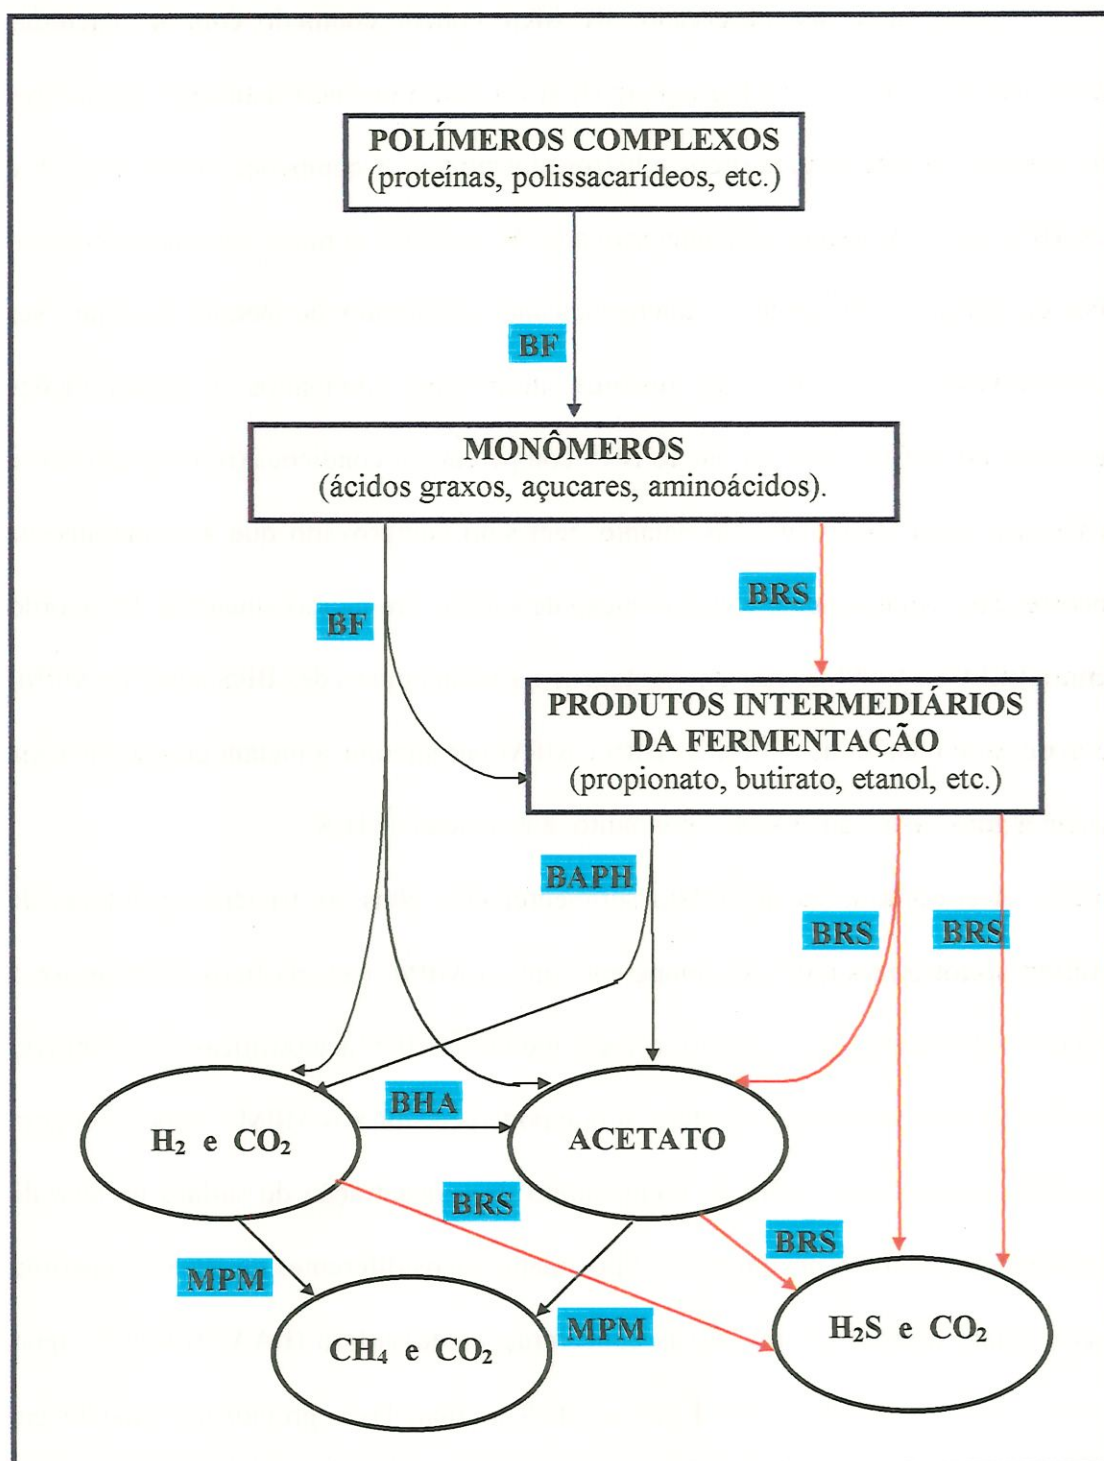 POLÍMEROS COMPLEXOS
(proteínas, polissacarídeos, etc.)
BF
MONÔMEROS
(ácidos graxos, açucares, aminoácidos).
BRS
BF
PRODUTOS INTERMEDIÁRIOS
DA FERMENTAÇÃO
(propionato, butirato, etanol, etc.)
BAPH
BRS
BRS
BHA
H₂ e CO₂
ACETATO
BRS
BRS
MPM
MPM
H₂S e CO₂
CH₄ e CO₂